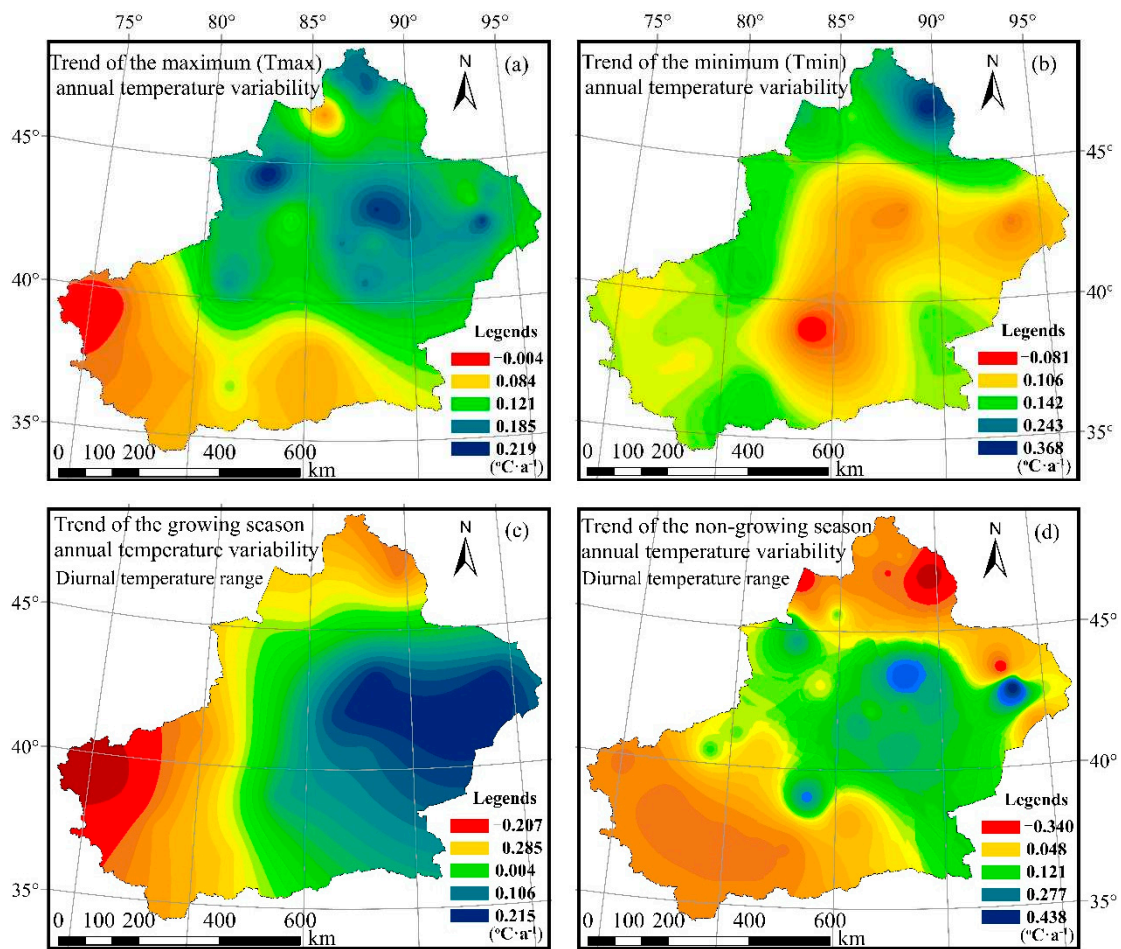 75° 80° 85° 90° 95°
75° 80° 85° 90° 95°
Trend of the maximum (Tmax)
annual temperature variability
(a)
N
45°
40°
35°
Legends
−0.004
0.084
0.121
0.185
0.219
(°C·a⁻¹)
0 100 200 400 600
km
Trend of the minimum (Tmin)
annual temperature variability
(b)
N
45°
40°
35°
Legends
−0.081
0.106
0.142
0.243
0.368
(°C·a⁻¹)
0 100 200 400 600
km
Trend of the growing season
annual temperature variability
Diurnal temperature range
(c)
N
45°
40°
35°
Legends
−0.207
0.285
0.004
0.106
0.215
(°C·a⁻¹)
0 100 200 400 600
km
Trend of the non-growing season
annual temperature variability
Diurnal temperature range
(d)
N
45°
40°
35°
Legends
−0.340
0.048
0.121
0.277
0.438
(°C·a⁻¹)
0 100 200 400 600
km